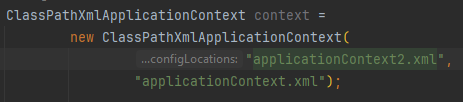 ClassPathXmlApplicationContext context =
new ClassPathXmlApplicationContext(
...configLocations: "applicationContext2.xml",
"applicationContext.xml");